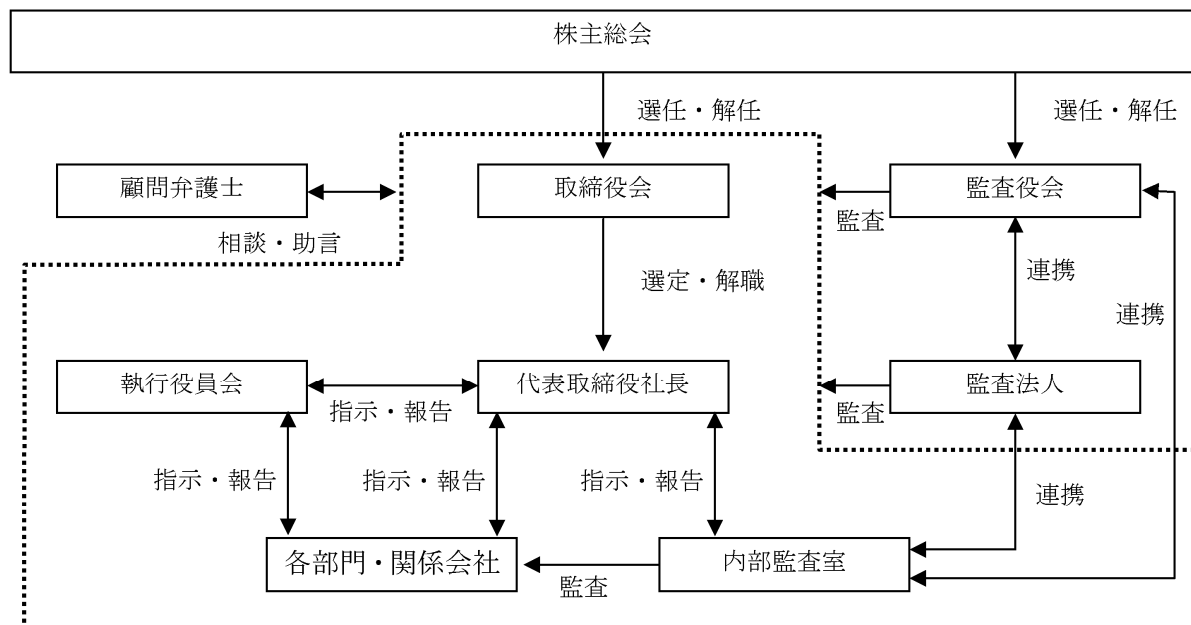 株主総会
選任・解任
選任・解任
顧問弁護士
取締役会
監査役会
監査
相談・助言
選定・解職
連携
連携
執行役員会
代表取締役社長
監査法人
指示・報告
監査
指示・報告
指示・報告
指示・報告
連携
各部門・関係会社
内部監査室
監査